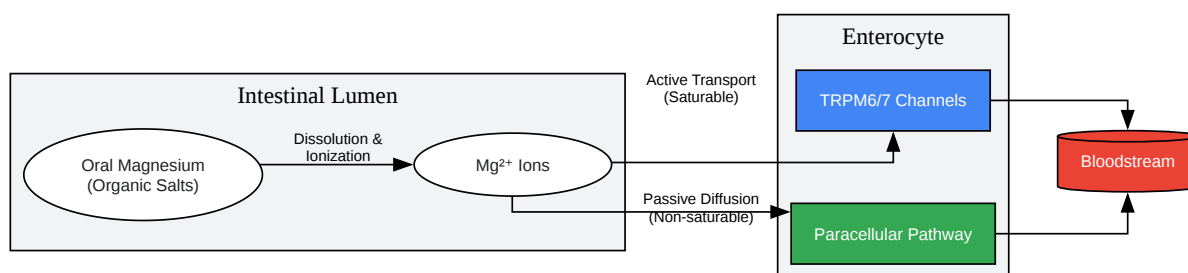 Intestinal Lumen
Oral Magnesium
(Organic Salts)
Dissolution &
Ionization
Mg²⁺ Ions
Active Transport
(Saturable)
Passive Diffusion
(Non-saturable)
Enterocyte
TRPM6/7 Channels
Paracellular Pathway
Bloodstream